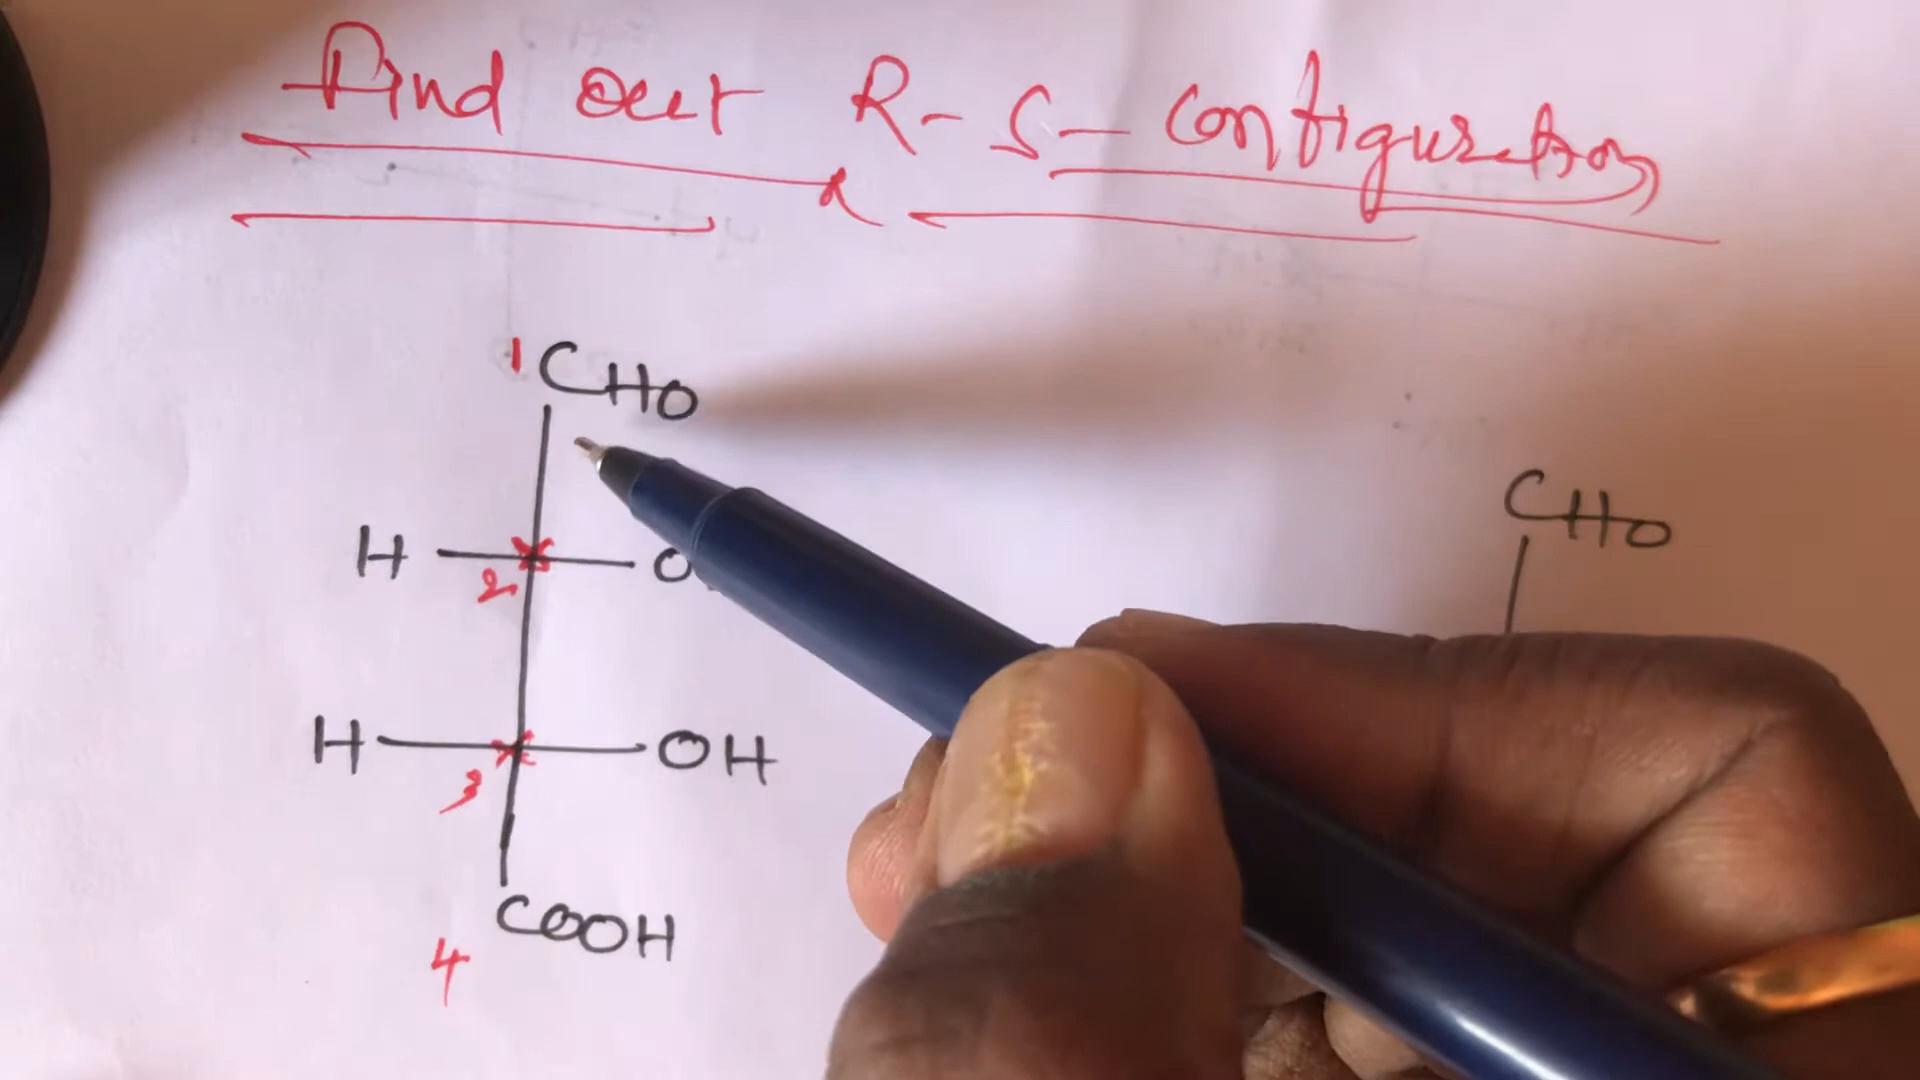 Find out R-S-Configuration
1 CHO
CHO
H O
2
H OH
3
COOH
4